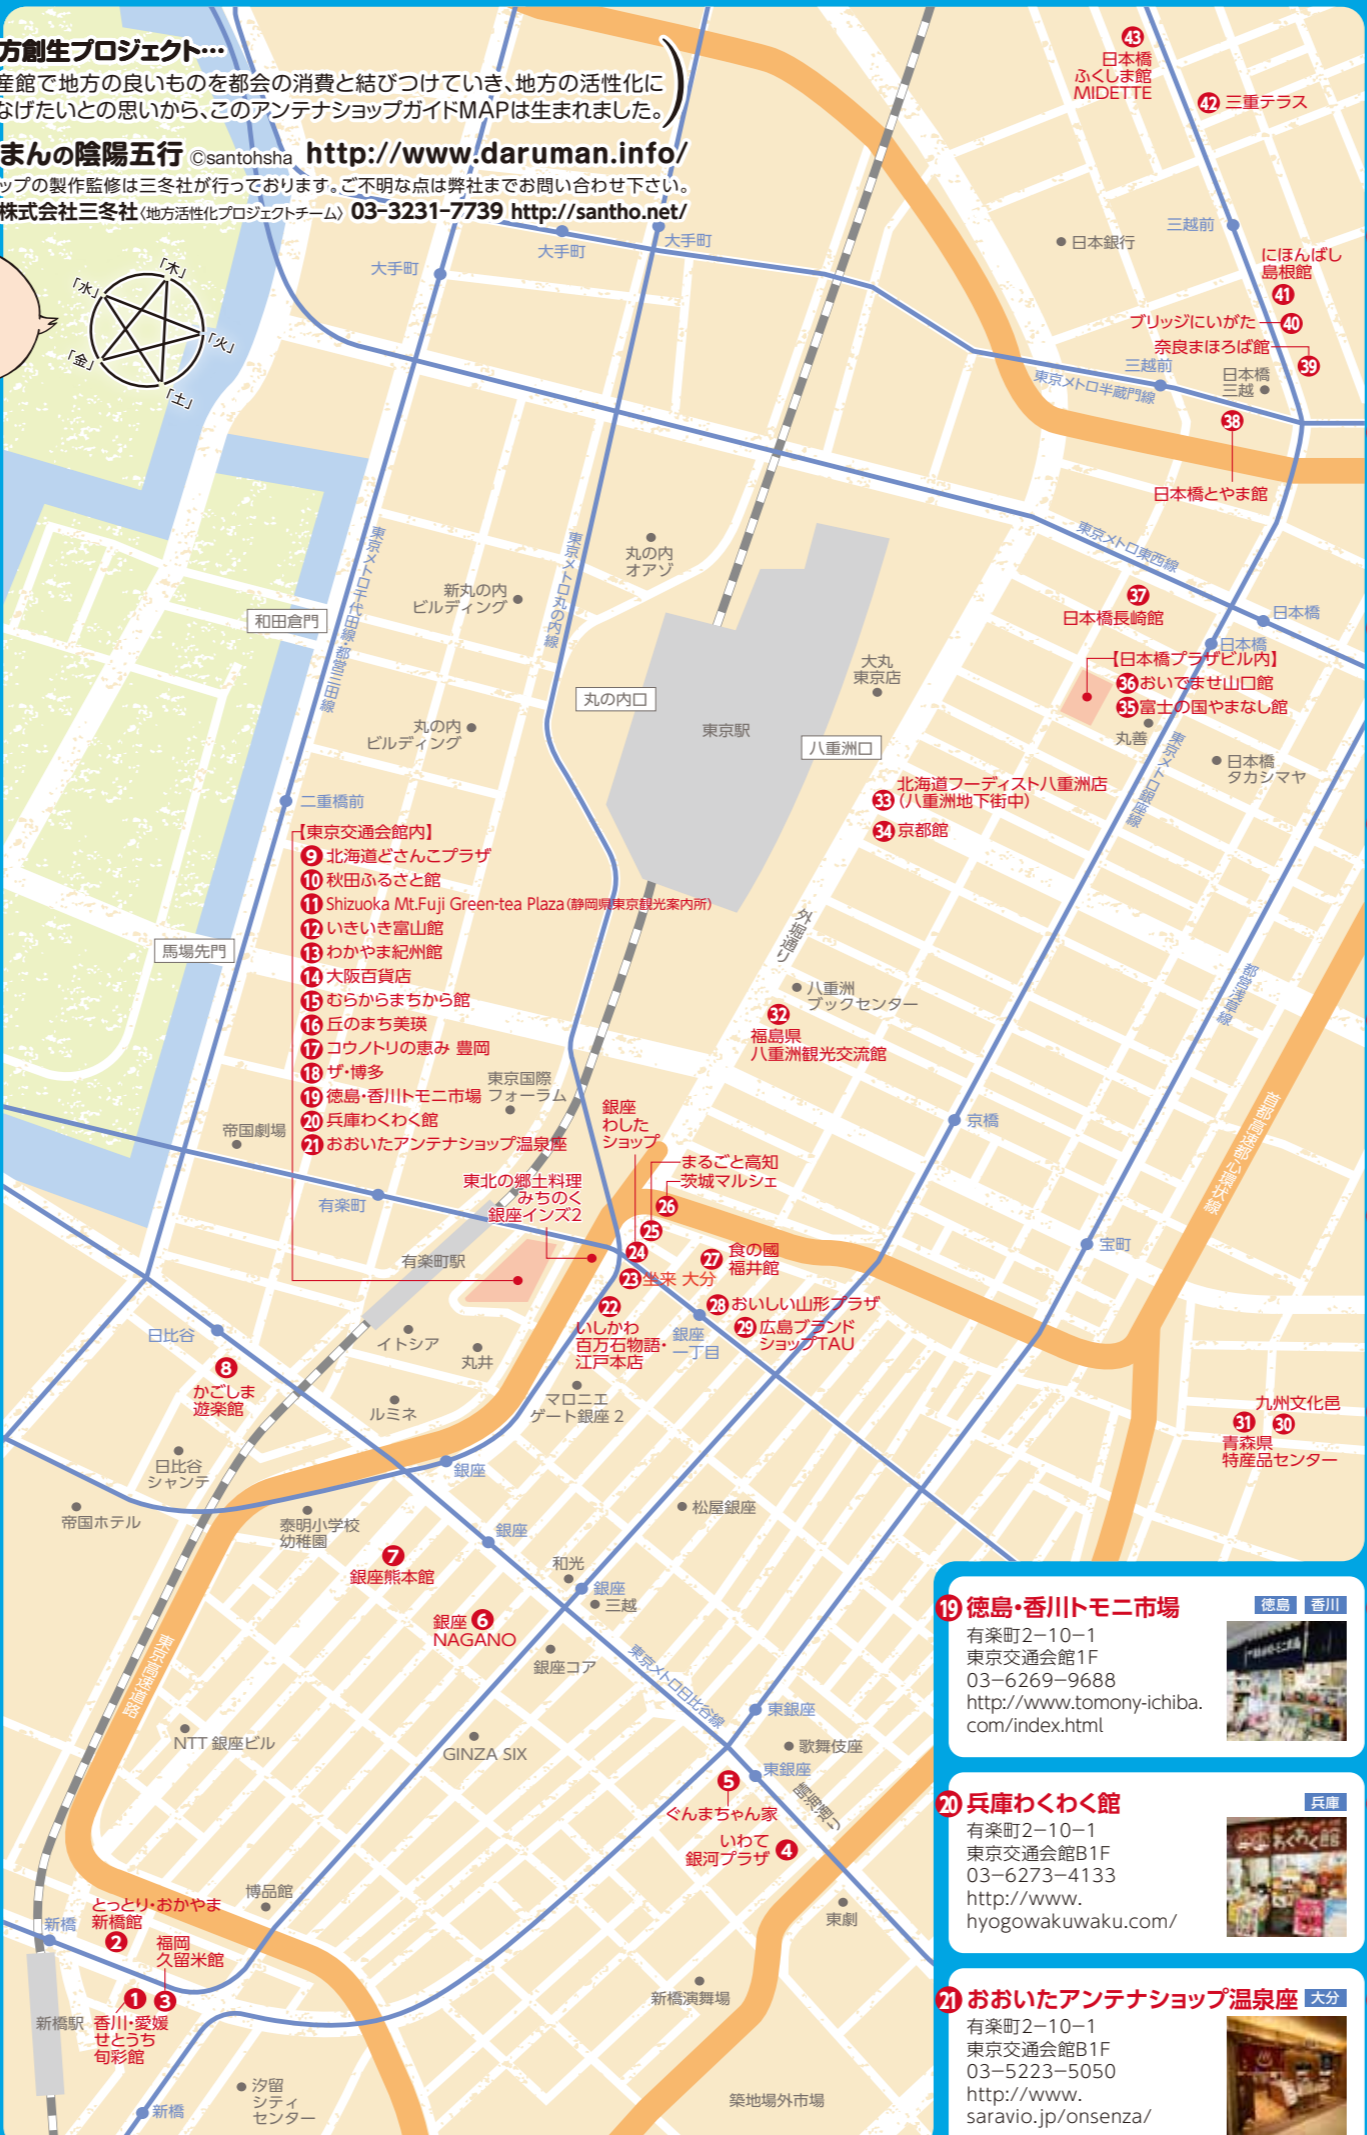 方創生プロジェクト…
産館で地方の良いものを都会の消費と結びつけていき、地方の活性化に
なげたいとの思いから、このアンテナショップガイドMAPは生まれました。
まんの陰陽五行 ©santohsha http://www.daruman.info/
ップの製作監修は三冬社が行っております。ご不明な点は弊社までお問い合わせ下さい。
株式会社三冬社〈地方活性化プロジェクトチーム〉 03-3231-7739 http://santho.net/
「木」
「水」
「火」
「金」
「土」
大手町
大手町
大手町
43
日本橋
ふくしま館
MIDETTE
42 三重テラス
三越前
日本銀行
にほんばし
島根館
41
ブリッジにいがた 40
奈良まほろば館
39
三越前
東京メトロ半蔵門線
日本橋
三越
38
日本橋とやま館
東京メトロ東西線
東京メトロ千代田線・都営三田線
東京メトロ丸の内線
丸の内
オアゾ
新丸の内
ビルディング
和田倉門
37
日本橋長崎館
日本橋
日本橋
【日本橋プラザビル内】
36 おいでませ山口館
35 富士の国やまなし館
丸善
大丸
東京店
丸の内口
東京駅
八重洲口
丸の内
ビルディング
日本橋
タカシマヤ
東京メトロ銀座線
北海道フーディスト八重洲店
33 (八重洲地下街中)
34 京都館
二重橋前
【東京交通会館内】
9 北海道どさんこプラザ
10 秋田ふるさと館
11 Shizuoka Mt.Fuji Green-tea Plaza(静岡県東京観光案内所)
12 いきいき富山館
13 わかやま紀州館
14 大阪百貨店
15 むらからまちから館
16 丘のまち美瑛
17 コウノトリの恵み 豊岡
18 ザ・博多
19 徳島・香川トモニ市場
20 兵庫わくわく館
21 おおいたアンテナショップ温泉座
馬場先門
外堀通り
都営浅草線
八重洲
ブックセンター
32
福島県
八重洲観光交流館
東京国際
フォーラム
帝国劇場
銀座
わした
ショップ
京橋
首都高速都心環状線
まるごと高知
茨城マルシェ
東北の郷土料理
みちのく
銀座インズ2
有楽町
26
25
24
27 食の國
福井館
宝町
有楽町駅
23 坐来 大分
22
いしかわ
百万石物語・
江戸本店
28 おいしい山形プラザ
29 広島ブランド
ショップTAU
銀座
一丁目
日比谷
イトシア
丸井
8
かごしま
遊楽館
ルミネ
マロニエ
ゲート銀座 2
九州文化邑
31 30
青森県
特産品センター
日比谷
シャンテ
銀座
帝国ホテル
泰明小学校
幼稚園
松屋銀座
銀座
7
銀座熊本館
和光
銀座
三越
銀座 6
NAGANO
東京高速道路
銀座コア
東京メトロ日比谷線
NTT 銀座ビル
GINZA SIX
東銀座
歌舞伎座
東銀座
晴海通り
5
ぐんまちゃん家
いわて
銀河プラザ 4
博品館
とっとり・おかやま
新橋館
2
新橋
福岡
久留米館
東劇
1 3
香川・愛媛
せとうち
旬彩館
新橋駅
新橋演舞場
汐留
シティ
センター
新橋
築地場外市場
19 徳島・香川トモニ市場 徳島 香川
有楽町2−10−1
東京交通会館1F
03−6269−9688
http://www.tomony-ichiba.
com/index.html
20 兵庫わくわく館 兵庫
有楽町2−10−1
東京交通会館B1F
03−6273−4133
http://www.
hyogowakuwaku.com/
わくわく館
21 おおいたアンテナショップ温泉座 大分
有楽町2−10−1
東京交通会館B1F
03−5223−5050
http://www.
saravio.jp/onsenza/